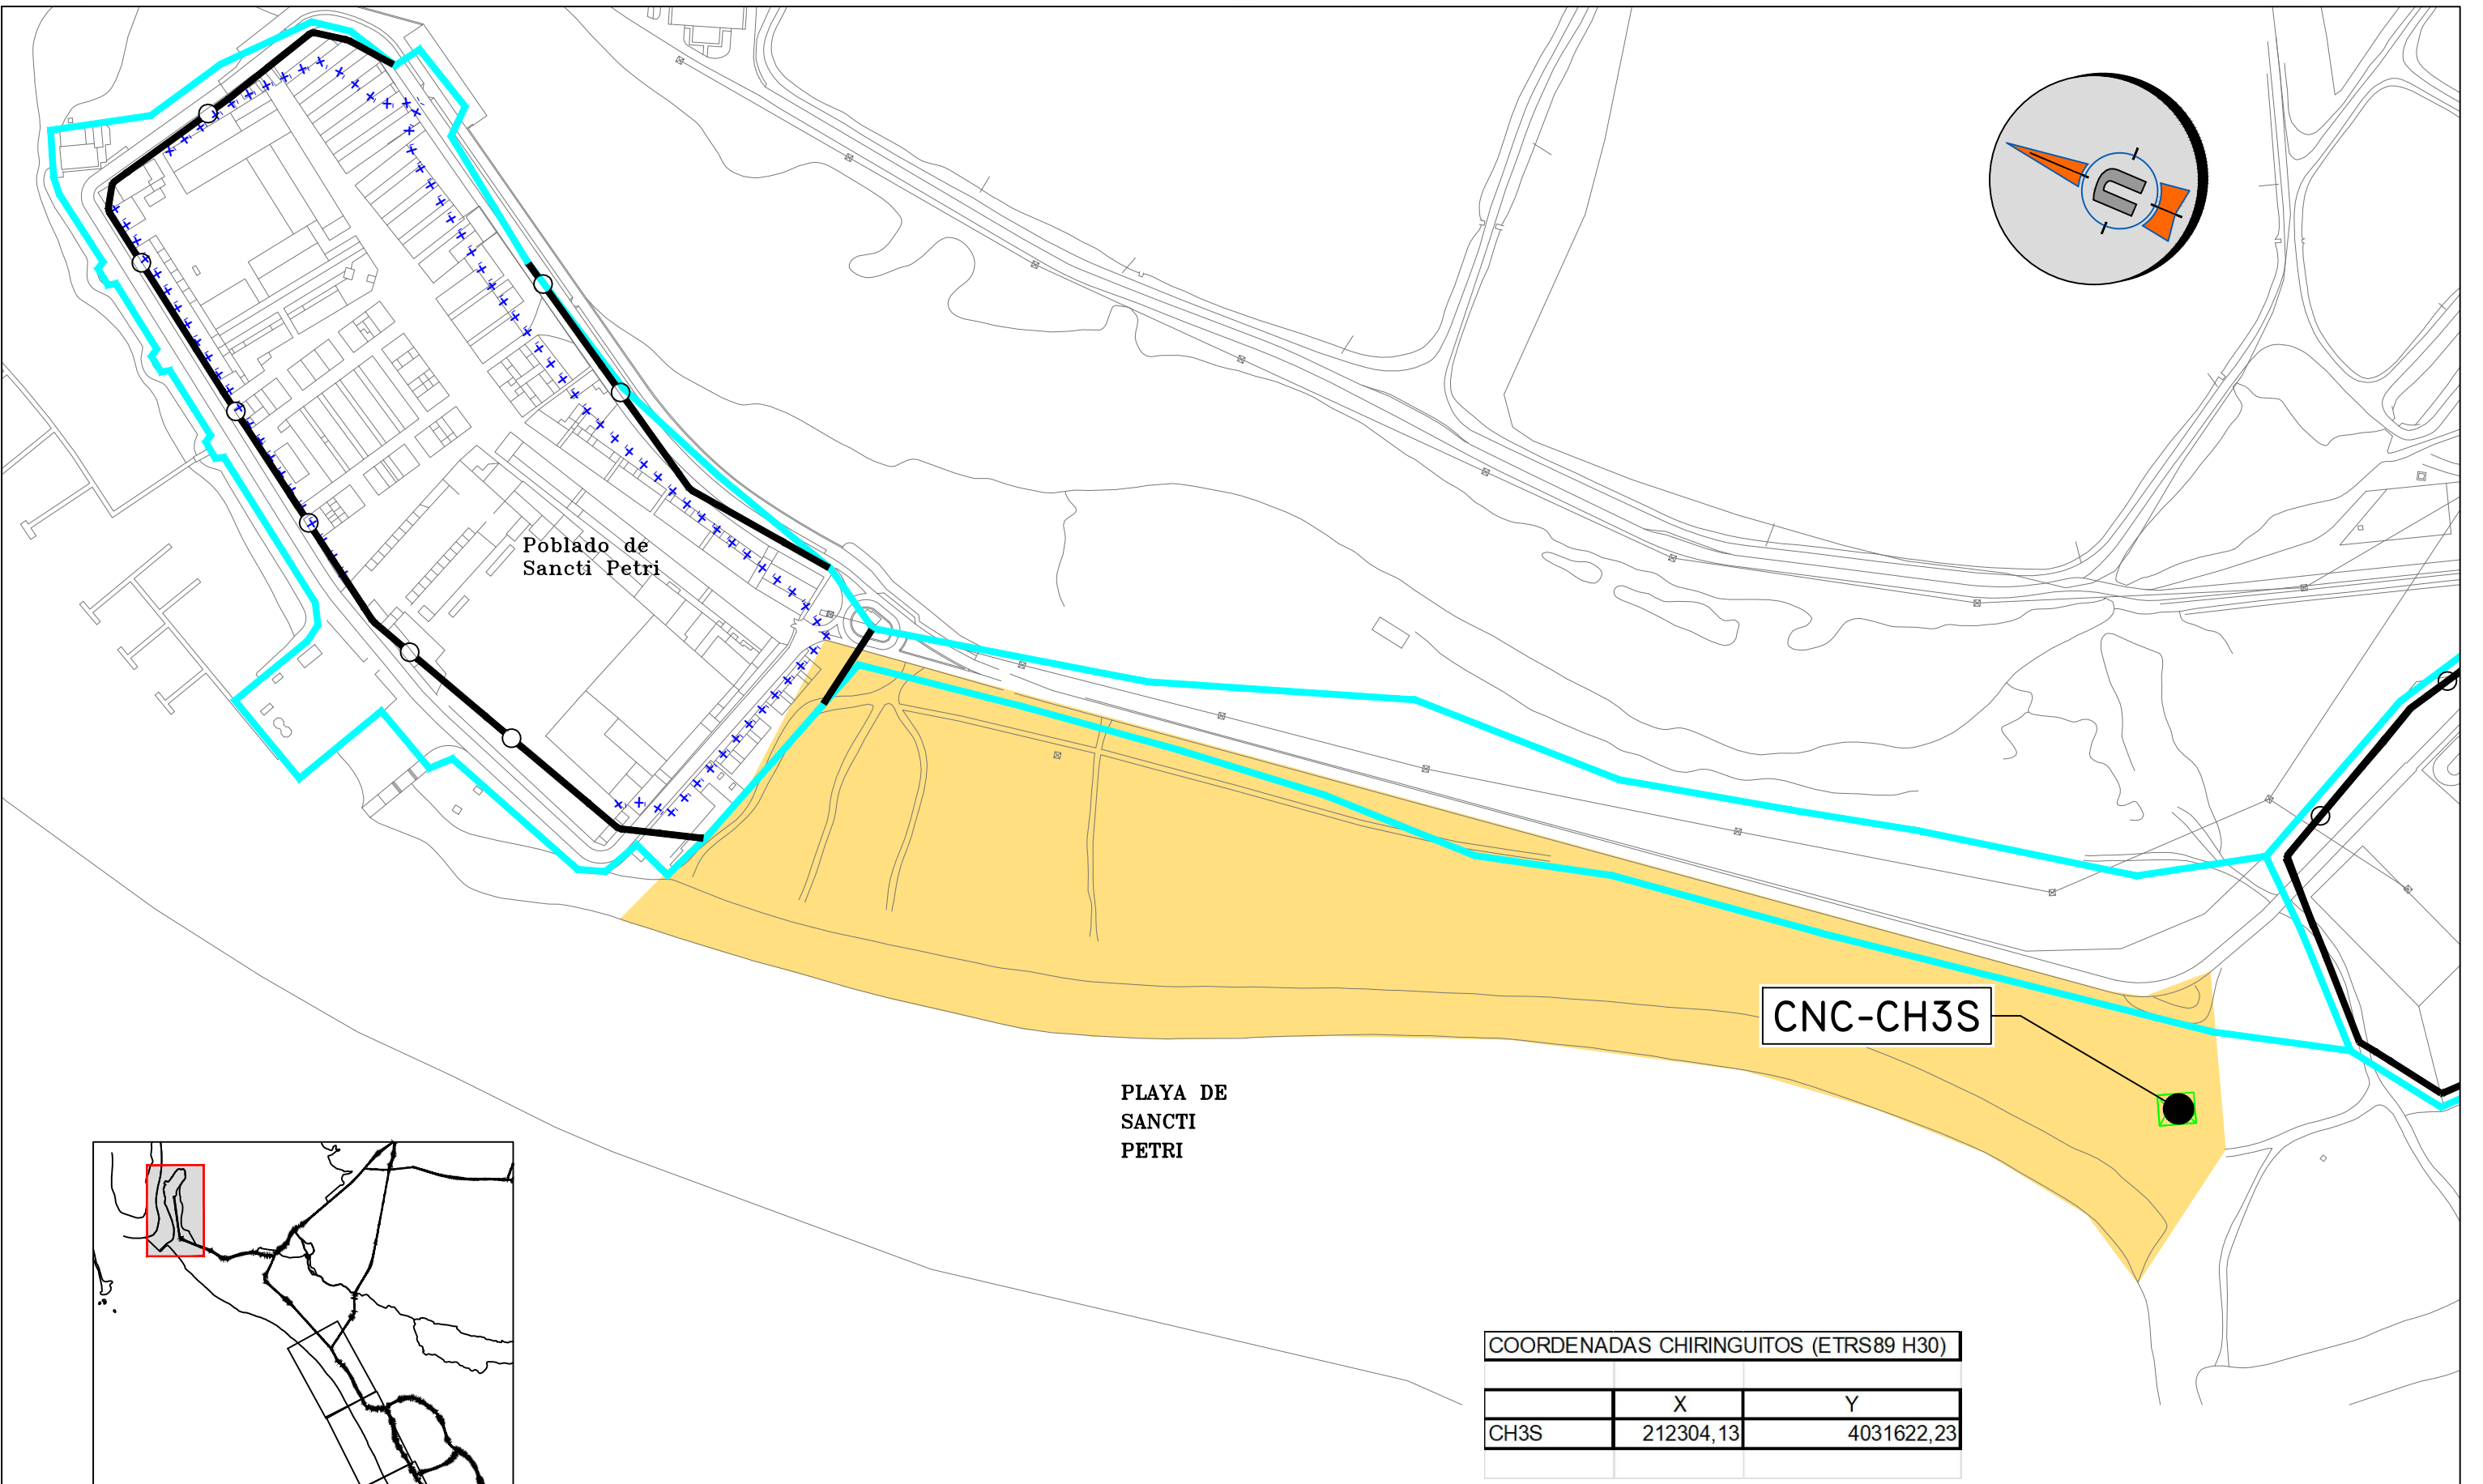 Poblado de
Sancti Petri
CNC-CH3S
PLAYA DE
SANCTI
PETRI
COORDENADAS CHIRINGUITOS (ETRS89 H30)
X Y
CH3S 212304,13 4031622,23